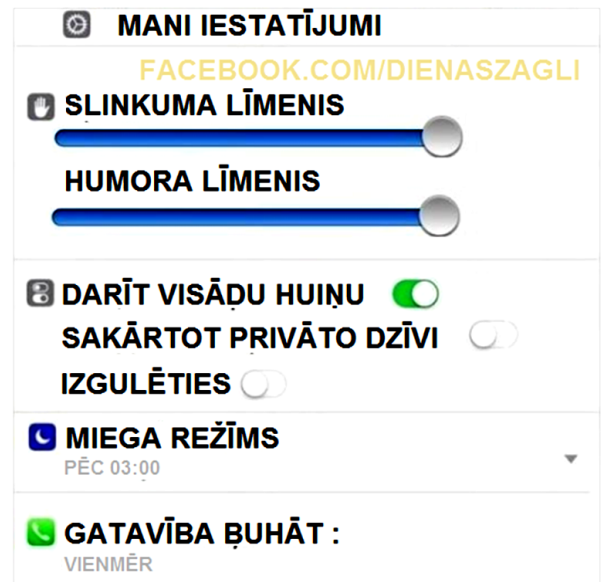 MANI IESTATĪJUMI
FACEBOOK.COM/DIENASZAGLI
SLINKUMA LĪMENIS
HUMORA LĪMENIS
DARĪT VISĀDU HUIŅU
SAKĀRTOT PRIVĀTO DZĪVI
IZGULĒTIES
MIEGA REŽĪMS
PĒC 03:00
GATAVĪBA BUHĀT :
VIENMĒR